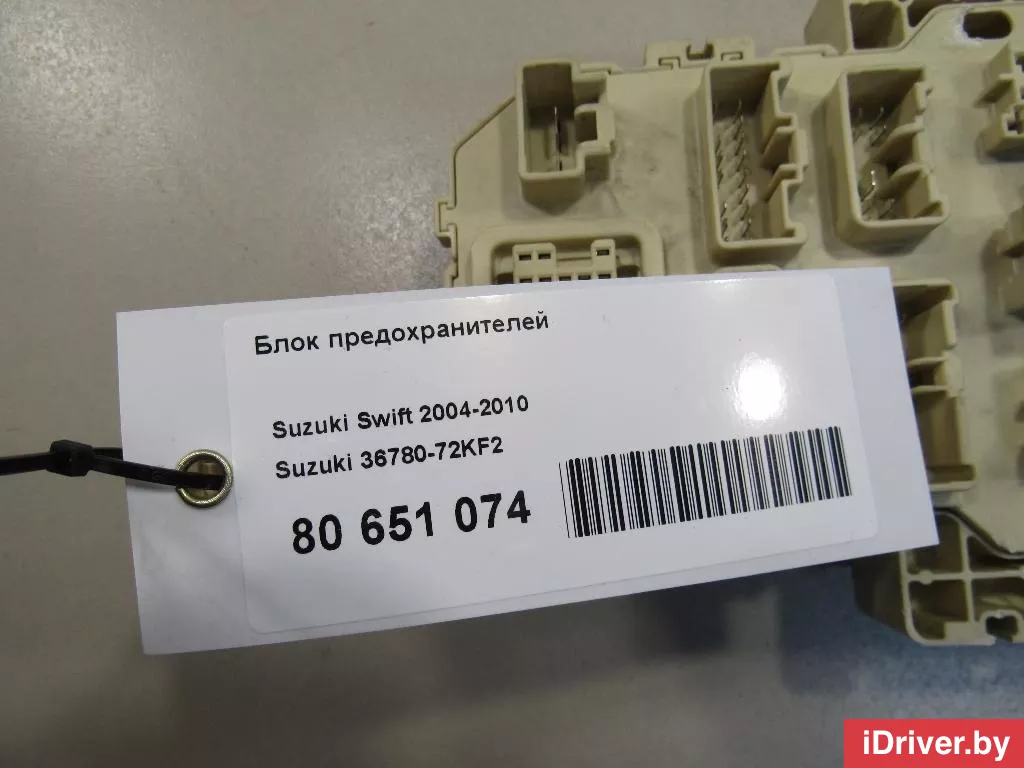 Блок предохранителей
Suzuki Swift 2004-2010
Suzuki 36780-72KF2
80 651 074
iDriver.by